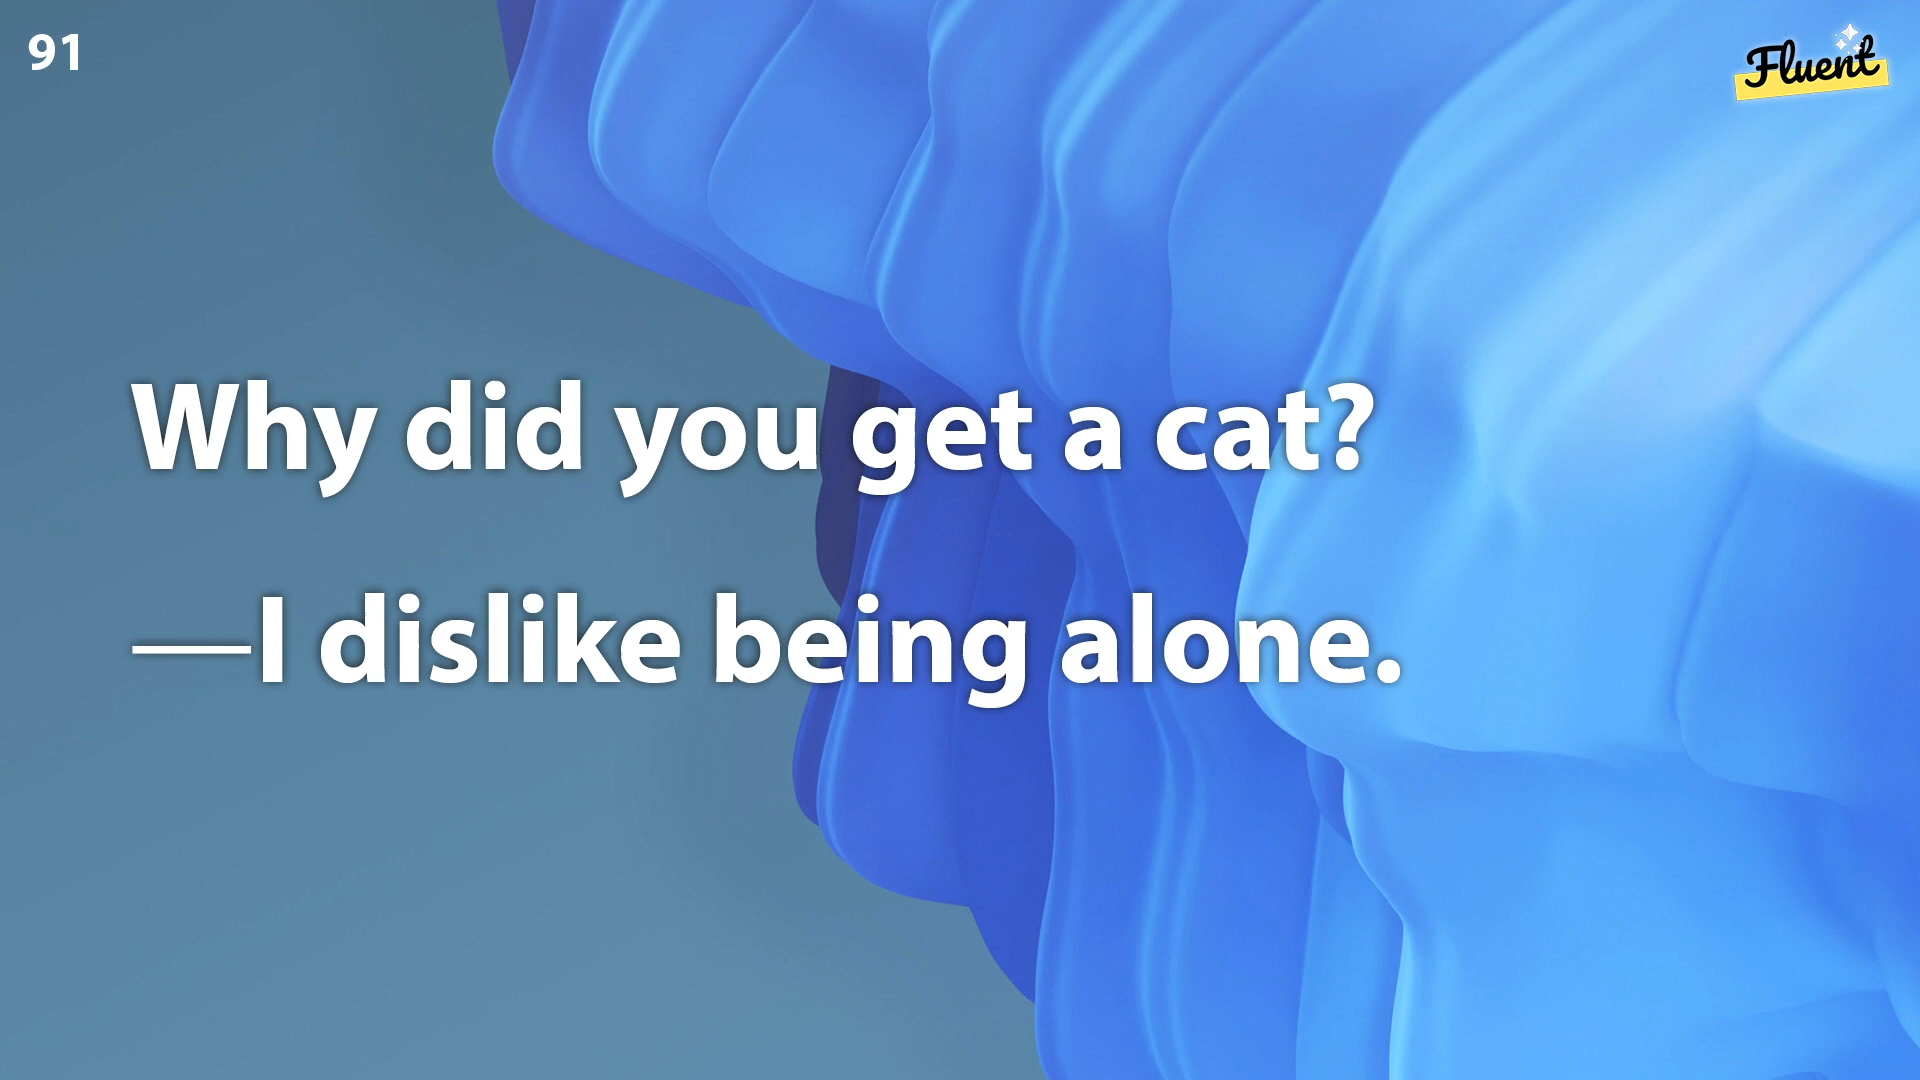 91
Fluent
Why did you get a cat?
—I dislike being alone.